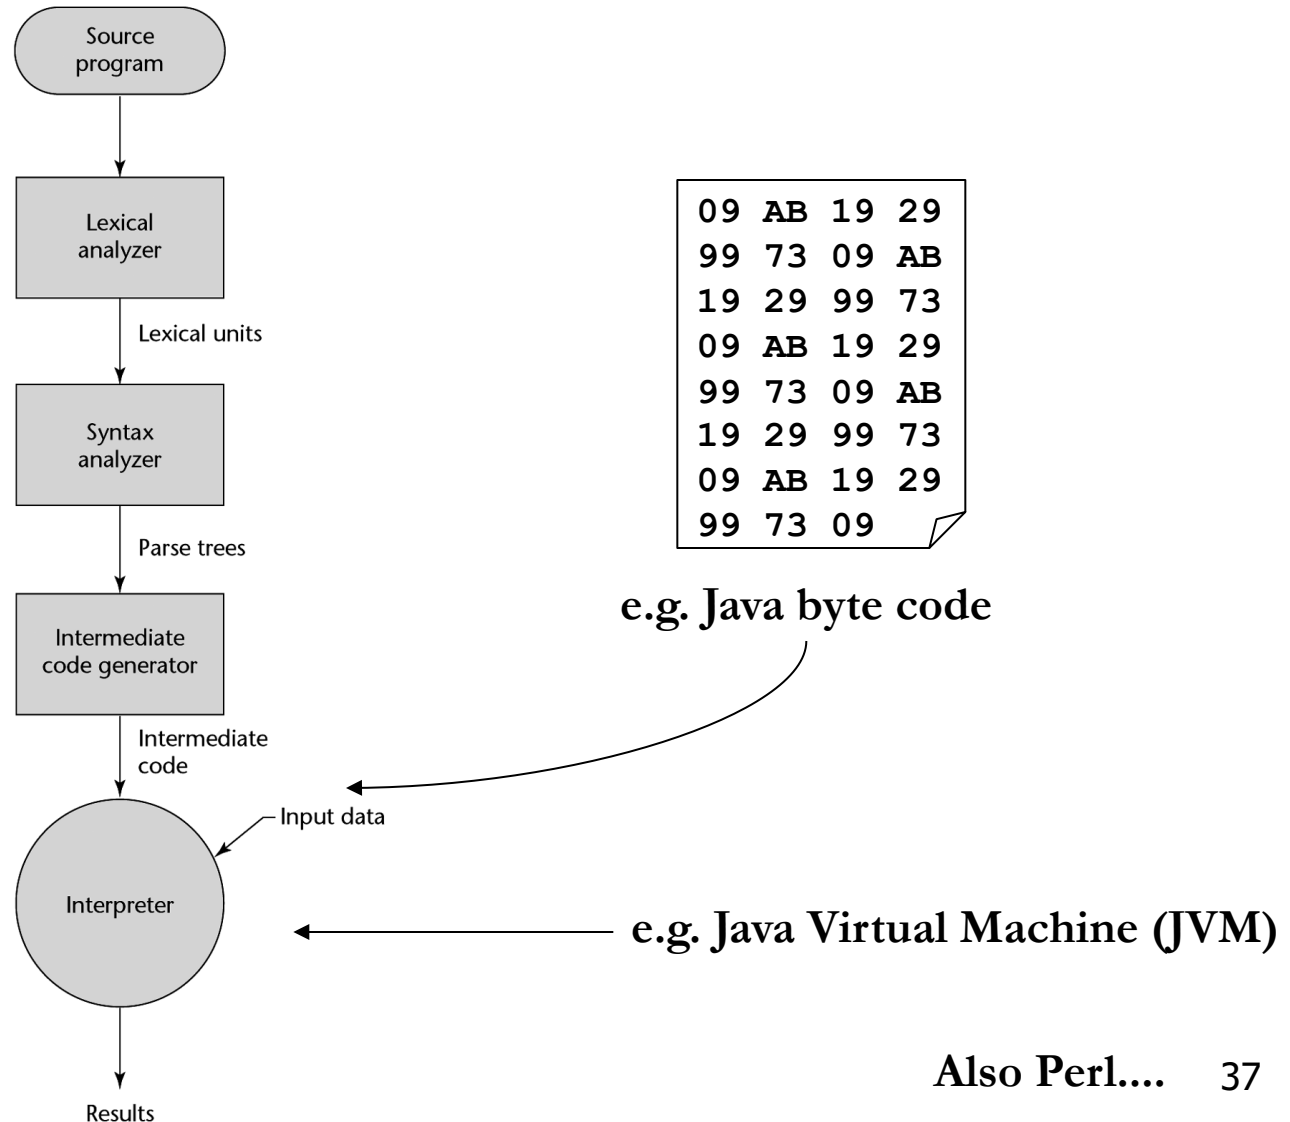 Source
program
Lexical
analyzer
Lexical units
Syntax
analyzer
Parse trees
Intermediate
code generator
Intermediate
code
Input data
Interpreter
Results
09 AB 19 29
99 73 09 AB
19 29 99 73
09 AB 19 29
99 73 09 AB
19 29 99 73
09 AB 19 29
99 73 09
e.g. Java byte code
e.g. Java Virtual Machine (JVM)
Also Perl....
37